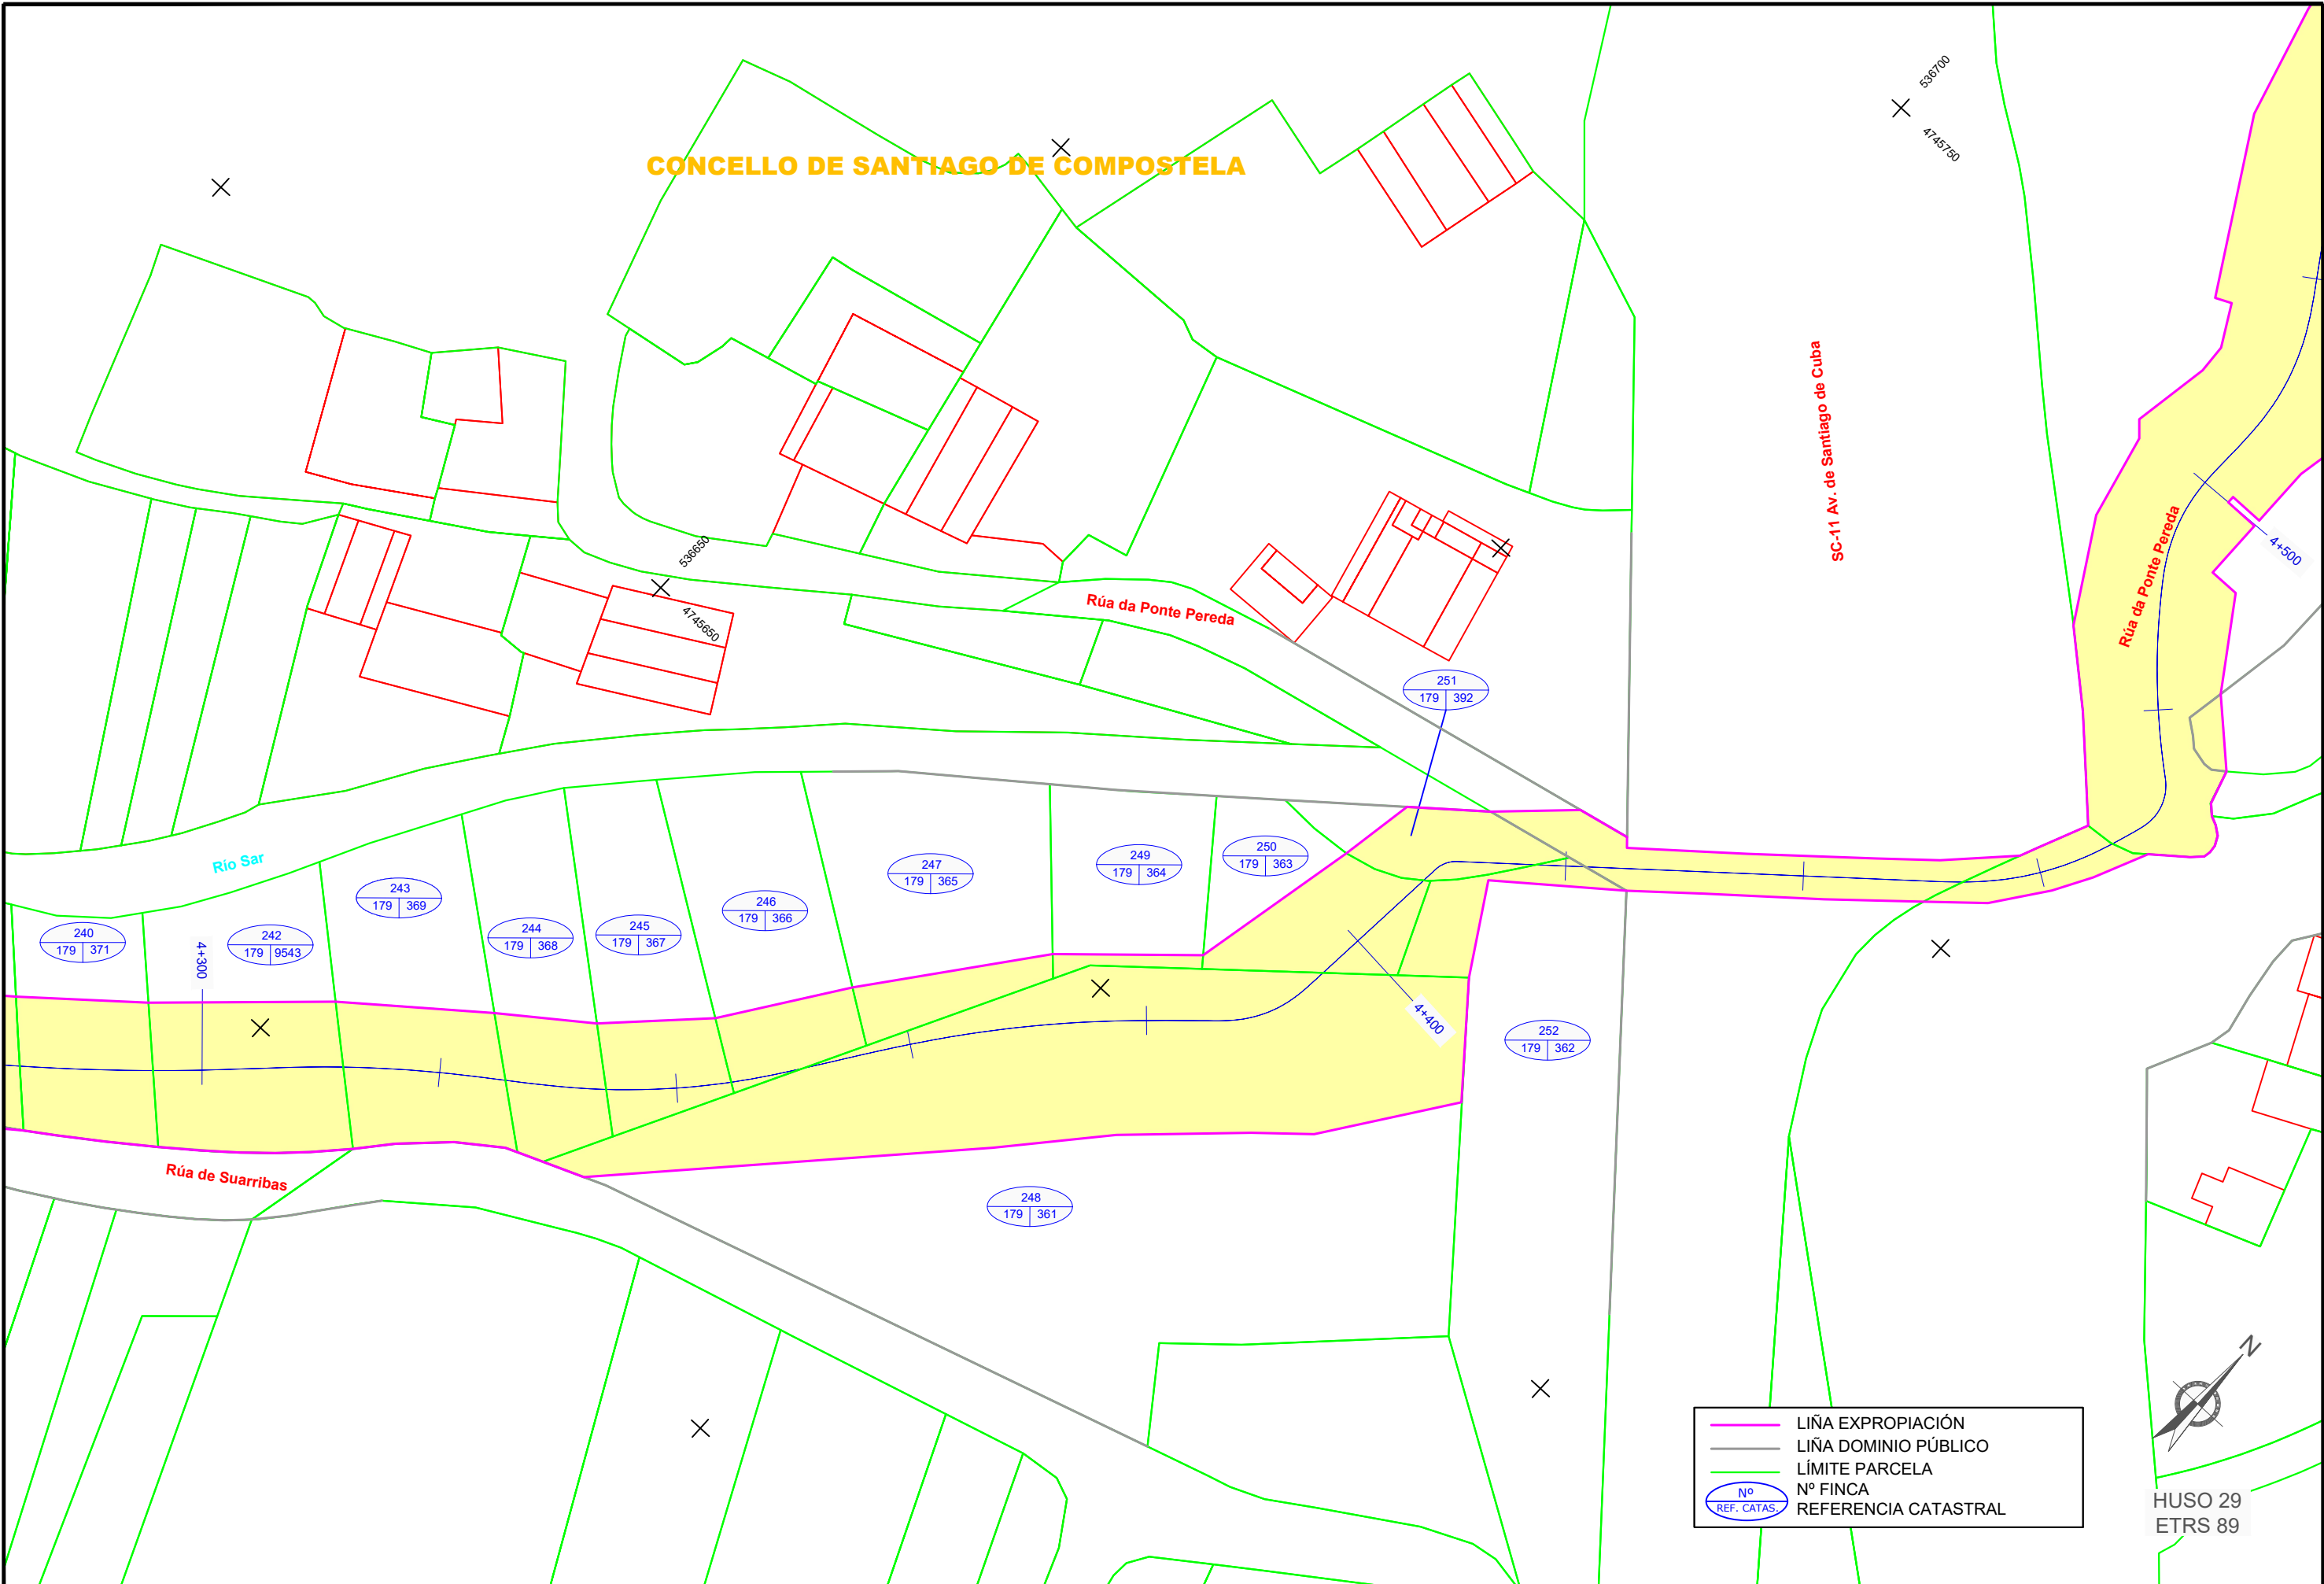 536700
4745750
CONCELLO DE SANTIAGO DE COMPOSTELA
SC-11 Av. de Santiago de Cuba
Rúa da Ponte Pereda
4+500
536650
4745650
Rúa da Ponte Pereda
251
179 392
Río Sar
240
179 371
4+300
242
179 9543
243
179 369
244
179 368
245
179 367
246
179 366
247
179 365
249
179 364
250
179 363
4+400
252
179 362
Rúa de Suarribas
248
179 361
N
LIÑA EXPROPIACIÓN
LIÑA DOMINIO PÚBLICO
LÍMITE PARCELA
Nº
REF. CATAS.
Nº FINCA
REFERENCIA CATASTRAL
HUSO 29
ETRS 89